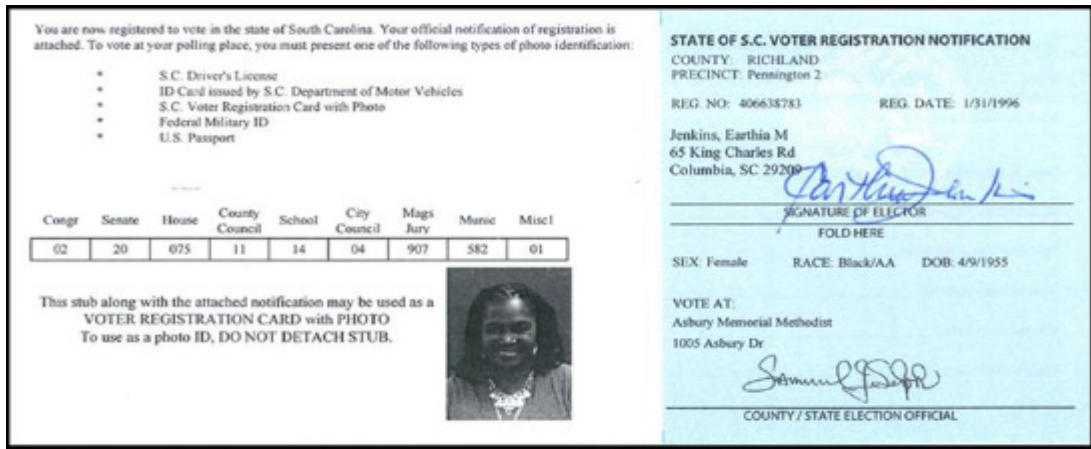 You are now registered to vote in the state of South Carolina. Your official notification of registration is
attached. To vote at your polling place, you must present one of the following types of photo identification:
* S.C. Driver's License
* ID Card issued by S.C. Department of Motor Vehicles
* S.C. Voter Registration Card with Photo
* Federal Military ID
* U.S. Passport
Congr Senate House County Council School City Council Mags Jury Munic Misc1
02 20 075 11 14 04 907 582 01
This stub along with the attached notification may be used as a
VOTER REGISTRATION CARD with PHOTO
To use as a photo ID, DO NOT DETACH STUB.
STATE OF S.C. VOTER REGISTRATION NOTIFICATION
COUNTY: RICHLAND
PRECINCT: Pennington 2
REG. NO: 406638783 REG. DATE: 1/31/1996
Jenkins, Earthia M
65 King Charles Rd
Columbia, SC 29209
Earthia Jenkins
SIGNATURE OF ELECTOR
FOLD HERE
SEX: Female RACE: Black/AA DOB: 4/9/1955
VOTE AT:
Asbury Memorial Methodist
1005 Asbury Dr
COUNTY / STATE ELECTION OFFICIAL